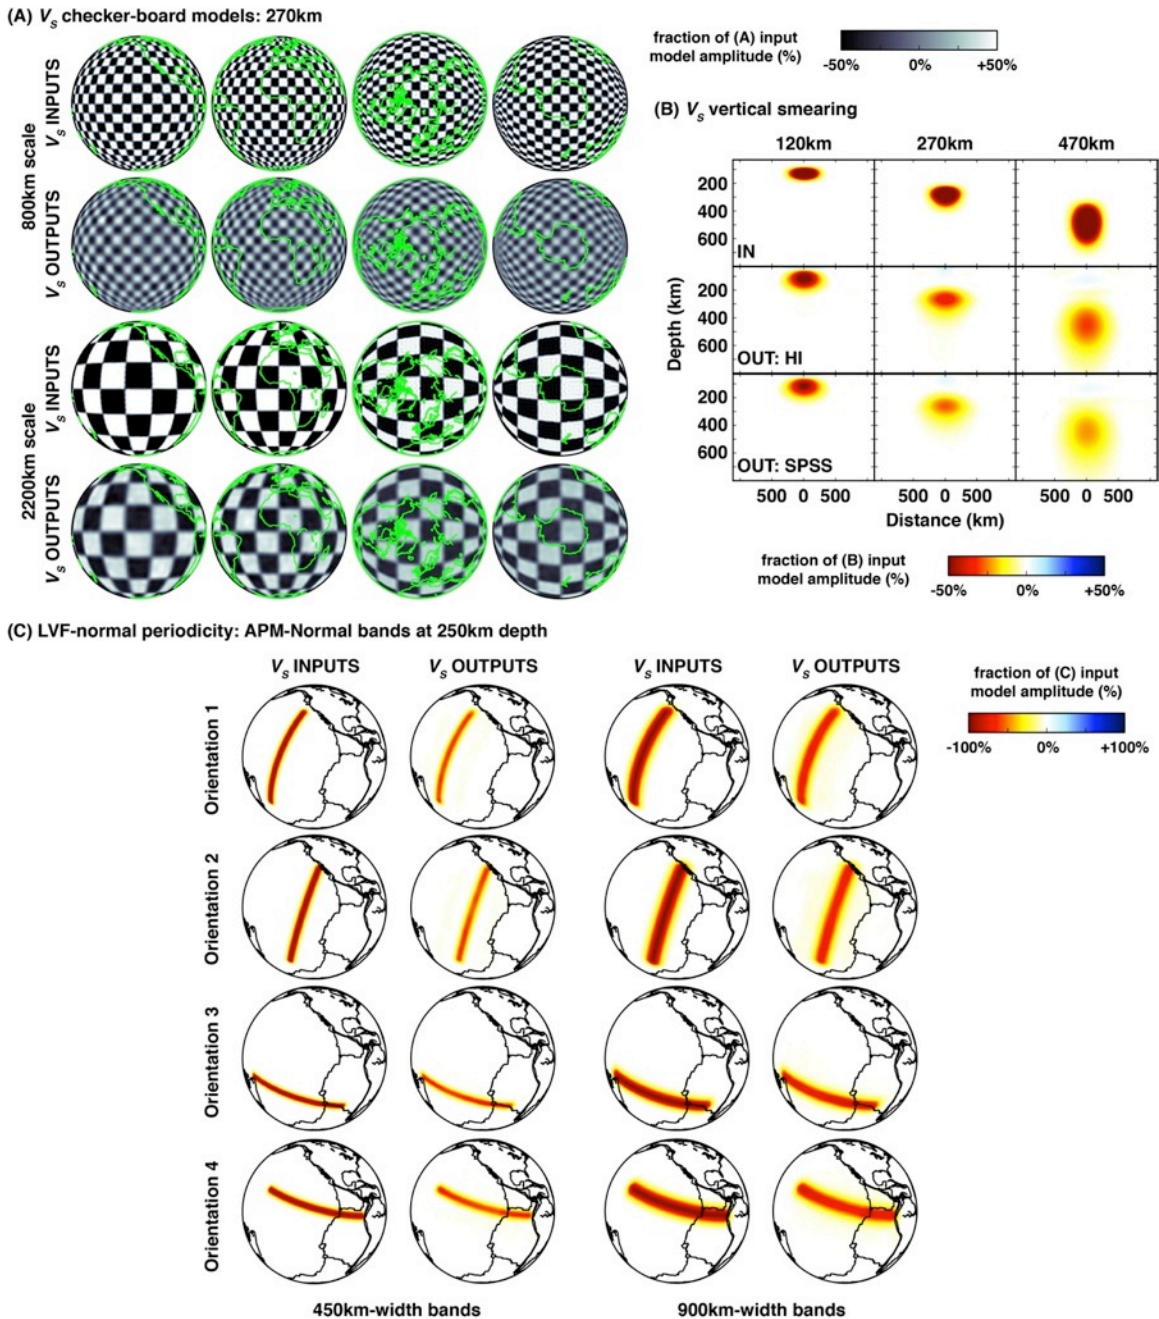 (A) Vs checker-board models: 270km
800km scale
Vs INPUTS
Vs OUTPUTS
2200km scale
Vs INPUTS
Vs OUTPUTS
fraction of (A) input
model amplitude (%)
-50% 0% +50%
(B) Vs vertical smearing
120km 270km 470km
Depth (km)
200
400
600
IN
200
400
600
OUT: HI
200
400
600
OUT: SPSS
500 0 500 500 0 500 500 0 500
Distance (km)
fraction of (B) input
model amplitude (%)
-50% 0% +50%
(C) LVF-normal periodicity: APM-Normal bands at 250km depth
Vs INPUTS Vs OUTPUTS Vs INPUTS Vs OUTPUTS
fraction of (C) input
model amplitude (%)
-100% 0% +100%
Orientation 1
Orientation 2
Orientation 3
Orientation 4
450km-width bands 900km-width bands